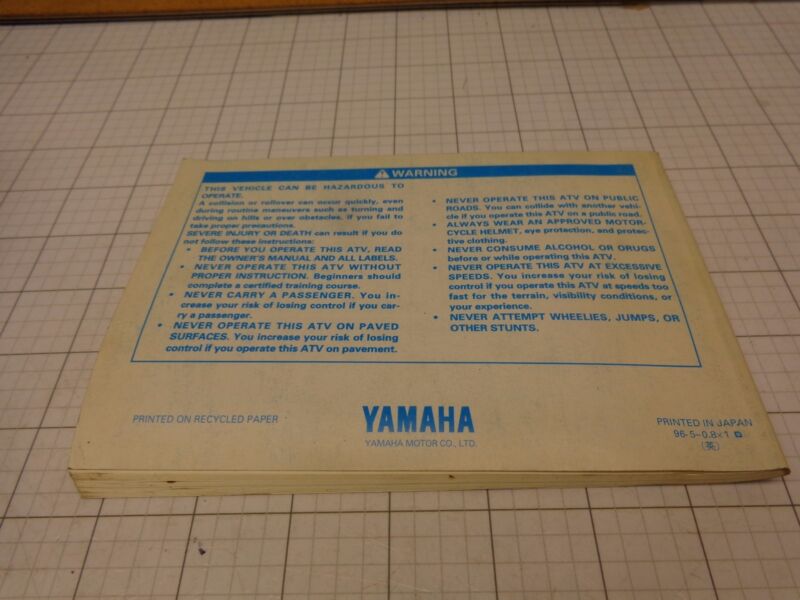 ⚠ WARNING
THIS VEHICLE CAN BE HAZARDOUS TO
OPERATE.
A collision or rollover can occur quickly, even
during routine maneuvers such as turning and
driving on hills or over obstacles, if you fail to
take proper precautions.
SEVERE INJURY OR DEATH can result if you do
not follow these instructions:
• BEFORE YOU OPERATE THIS ATV, READ
THE OWNER'S MANUAL AND ALL LABELS.
• NEVER OPERATE THIS ATV WITHOUT
PROPER INSTRUCTION. Beginners should
complete a certified training course.
• NEVER CARRY A PASSENGER. You in-
crease your risk of losing control if you car-
ry a passenger.
• NEVER OPERATE THIS ATV ON PAVED
SURFACES. You increase your risk of losing
control if you operate this ATV on pavement.
• NEVER OPERATE THIS ATV ON PUBLIC
ROADS. You can collide with another vehi-
cle if you operate this ATV on a public road.
• ALWAYS WEAR AN APPROVED MOTOR-
CYCLE HELMET, eye protection, and protec-
tive clothing.
• NEVER CONSUME ALCOHOL OR DRUGS
before or while operating this ATV.
• NEVER OPERATE THIS ATV AT EXCESSIVE
SPEEDS. You increase your risk of losing
control if you operate this ATV at speeds too
fast for the terrain, visibility conditions, or
your experience.
• NEVER ATTEMPT WHEELIES, JUMPS, OR
OTHER STUNTS.
PRINTED ON RECYCLED PAPER
YAMAHA
YAMAHA MOTOR CO., LTD.
PRINTED IN JAPAN
96·5–0.8×1
(英)